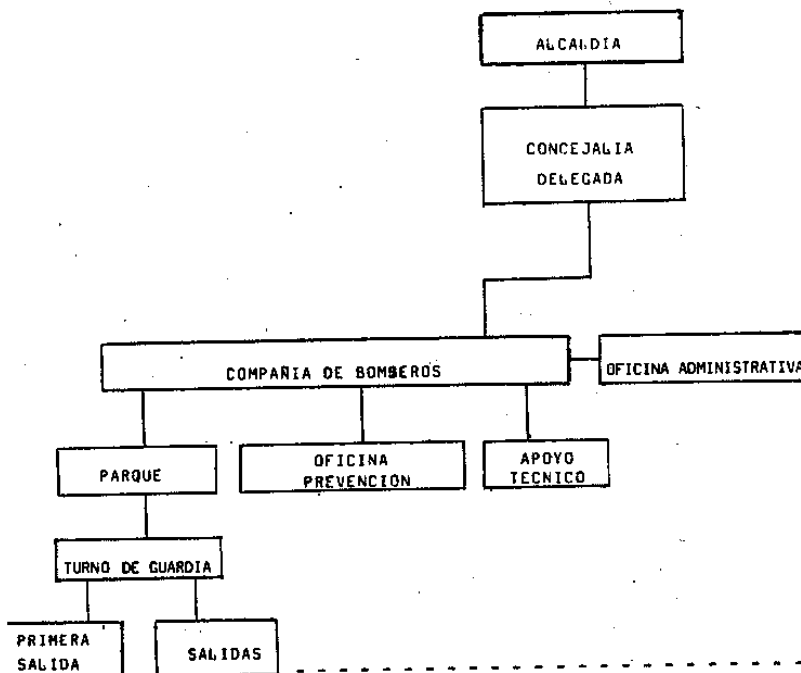 ALCALDIA
CONCEJALIA
DELEGADA
COMPAÑIA DE BOMBEROS
OFICINA ADMINISTRATIVA
PARQUE
OFICINA
PREVENCION
APOYO
TECNICO
TURNO DE GUARDIA
PRIMERA
SALIDA
SALIDAS